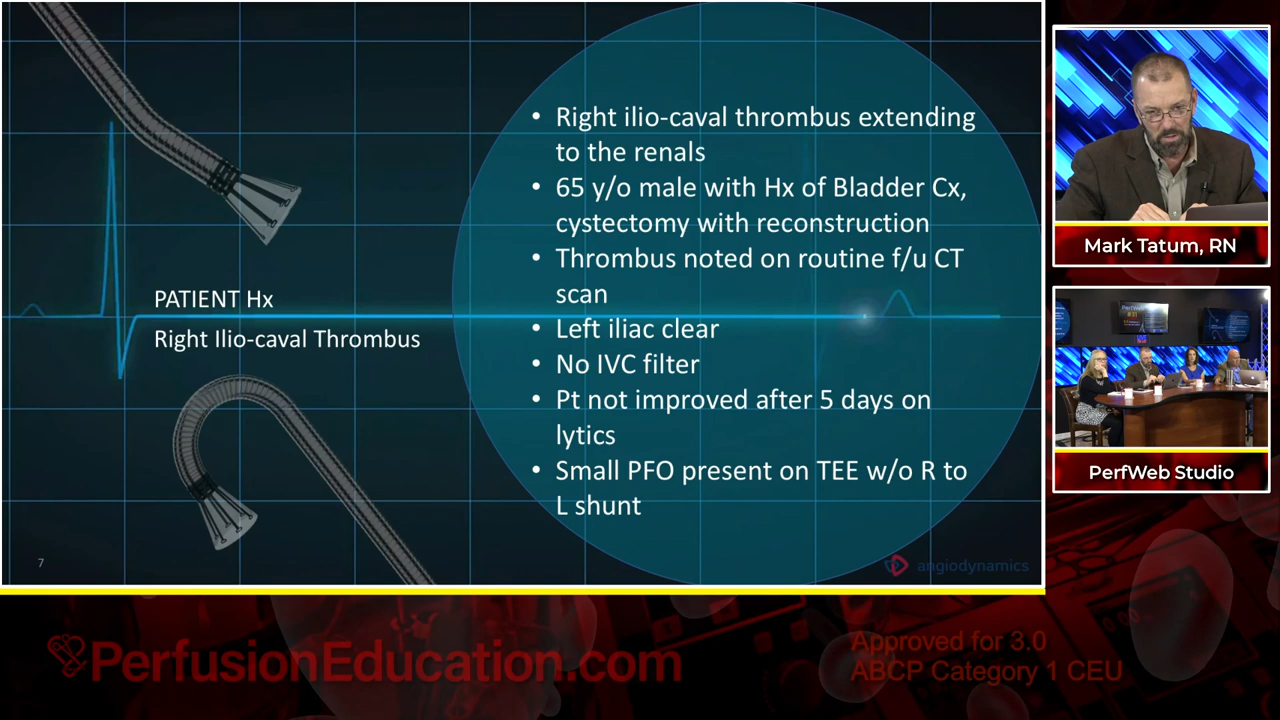 PATIENT Hx
Right Ilio-caval Thrombus
• Right ilio-caval thrombus extending
to the renals
• 65 y/o male with Hx of Bladder Cx,
cystectomy with reconstruction
• Thrombus noted on routine f/u CT
scan
• Left iliac clear
• No IVC filter
• Pt not improved after 5 days on
lytics
• Small PFO present on TEE w/o R to
L shunt
7
angiodynamics
Mark Tatum, RN
PerfWeb Studio
PerfusionEducation.com
Approved for 3.0
ABCP Category 1 CEU